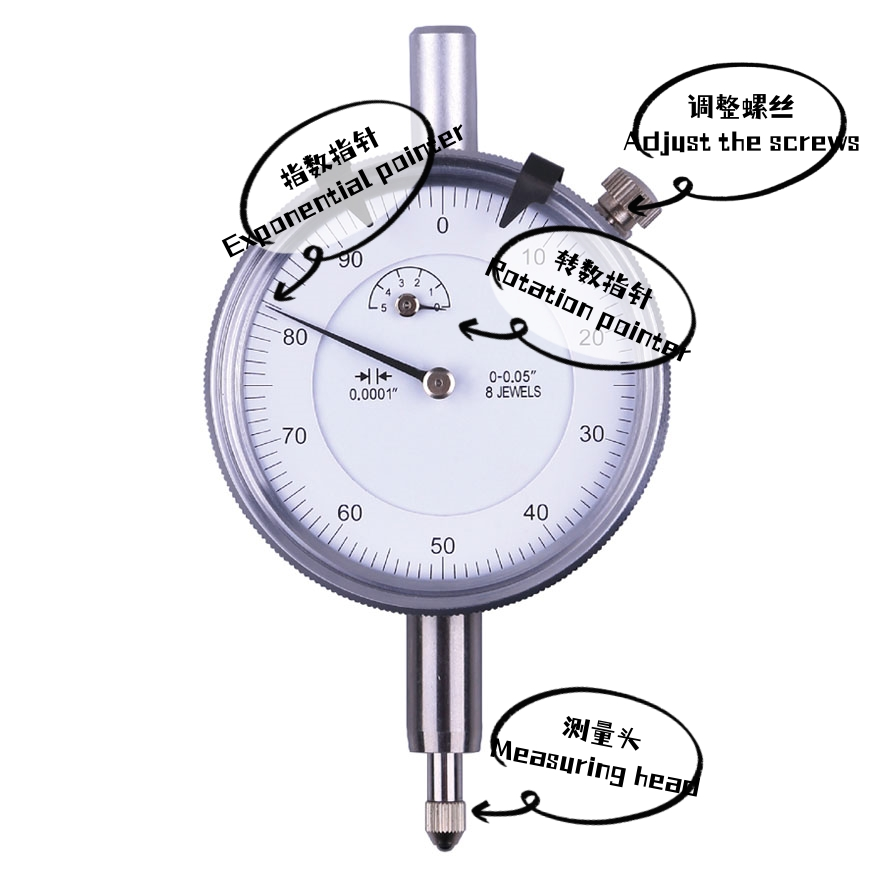 调整螺丝
Adjust the screws
指数指针
Exponential pointer
转数指针
Rotation pointer
0
10
20
30
40
50
60
70
80
90
5 4 3 2 1 0
0.0001"
0-0.05"
8 JEWELS
测量头
Measuring head